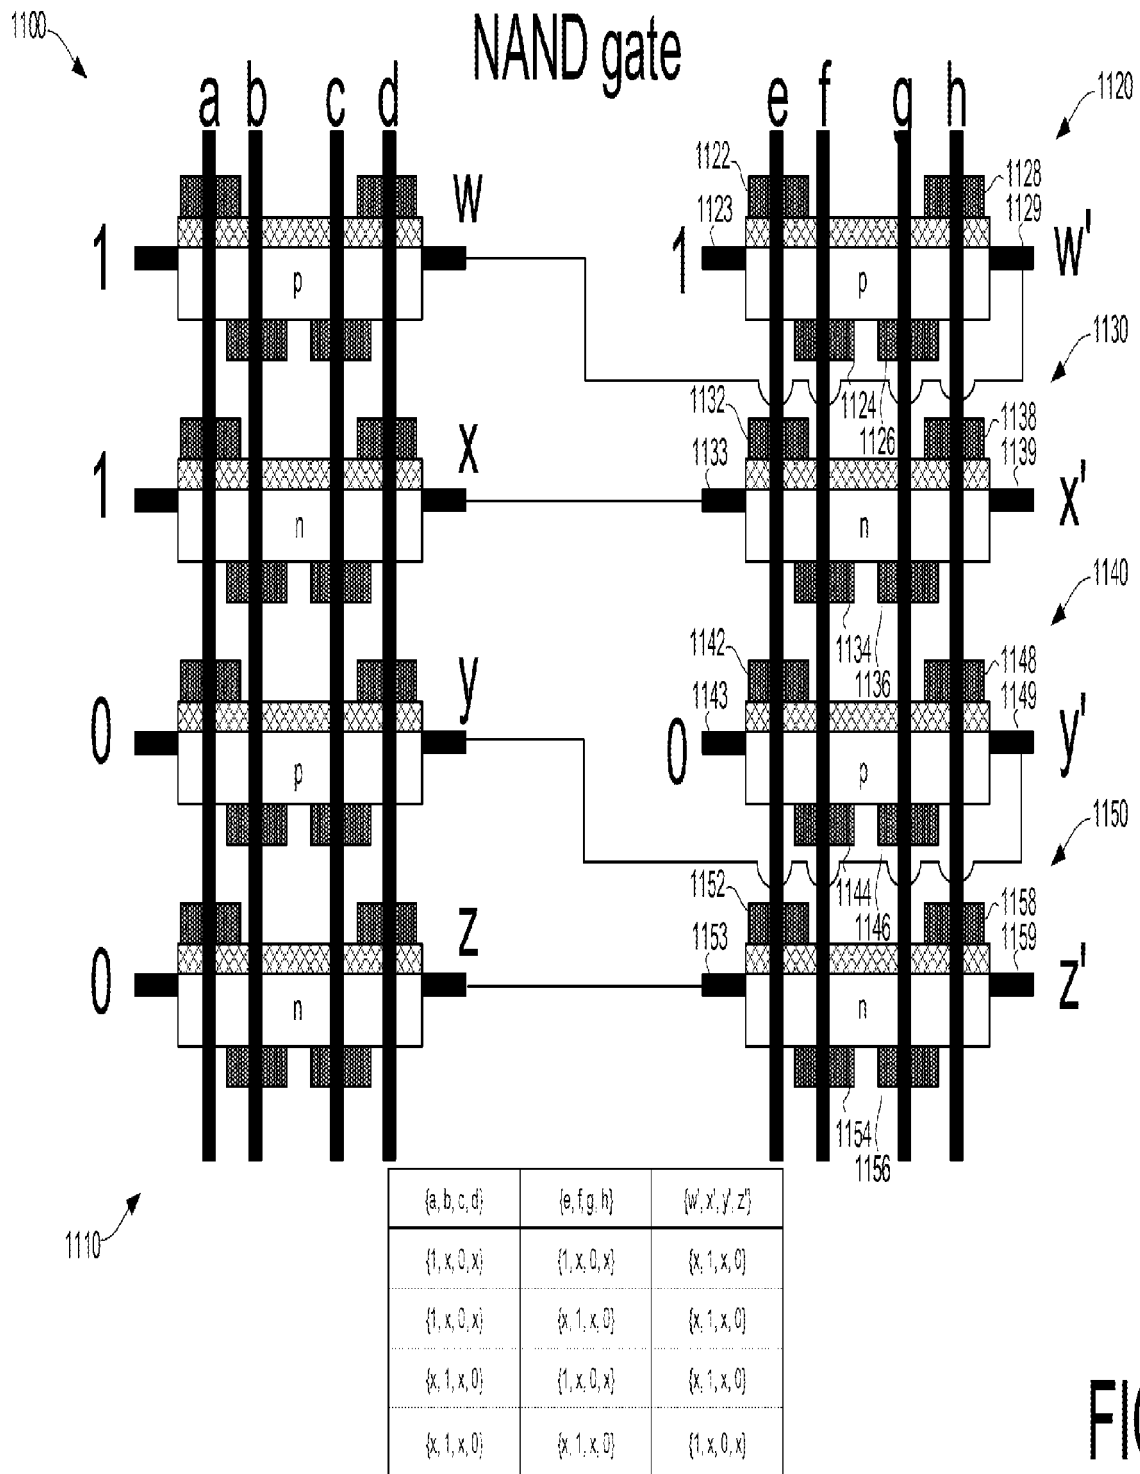 1100
NAND gate
a b c d
e f g h
1120
1122
1128
1123
1129
1 w 1 w'
p p
1130
1124
1126
1132
1138
1133
1139
1 x x'
n n
1140
1134
1136
1142
1148
1143
1149
0 y 0 y'
p p
1150
1144
1146
1152
1158
1153
1159
0 z z'
n n
1154
1156
1110
{a, b, c, d} {e, f, g, h} {w', x', y', z'}
{1, x, 0, x} {1, x, 0, x} {x, 1, x, 0}
{1, x, 0, x} {x, 1, x, 0} {x, 1, x, 0}
{x, 1, x, 0} {1, x, 0, x} {x, 1, x, 0}
{x, 1, x, 0} {x, 1, x, 0} {1, x, 0, x}